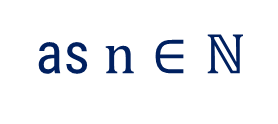 as n ∈ ℕ